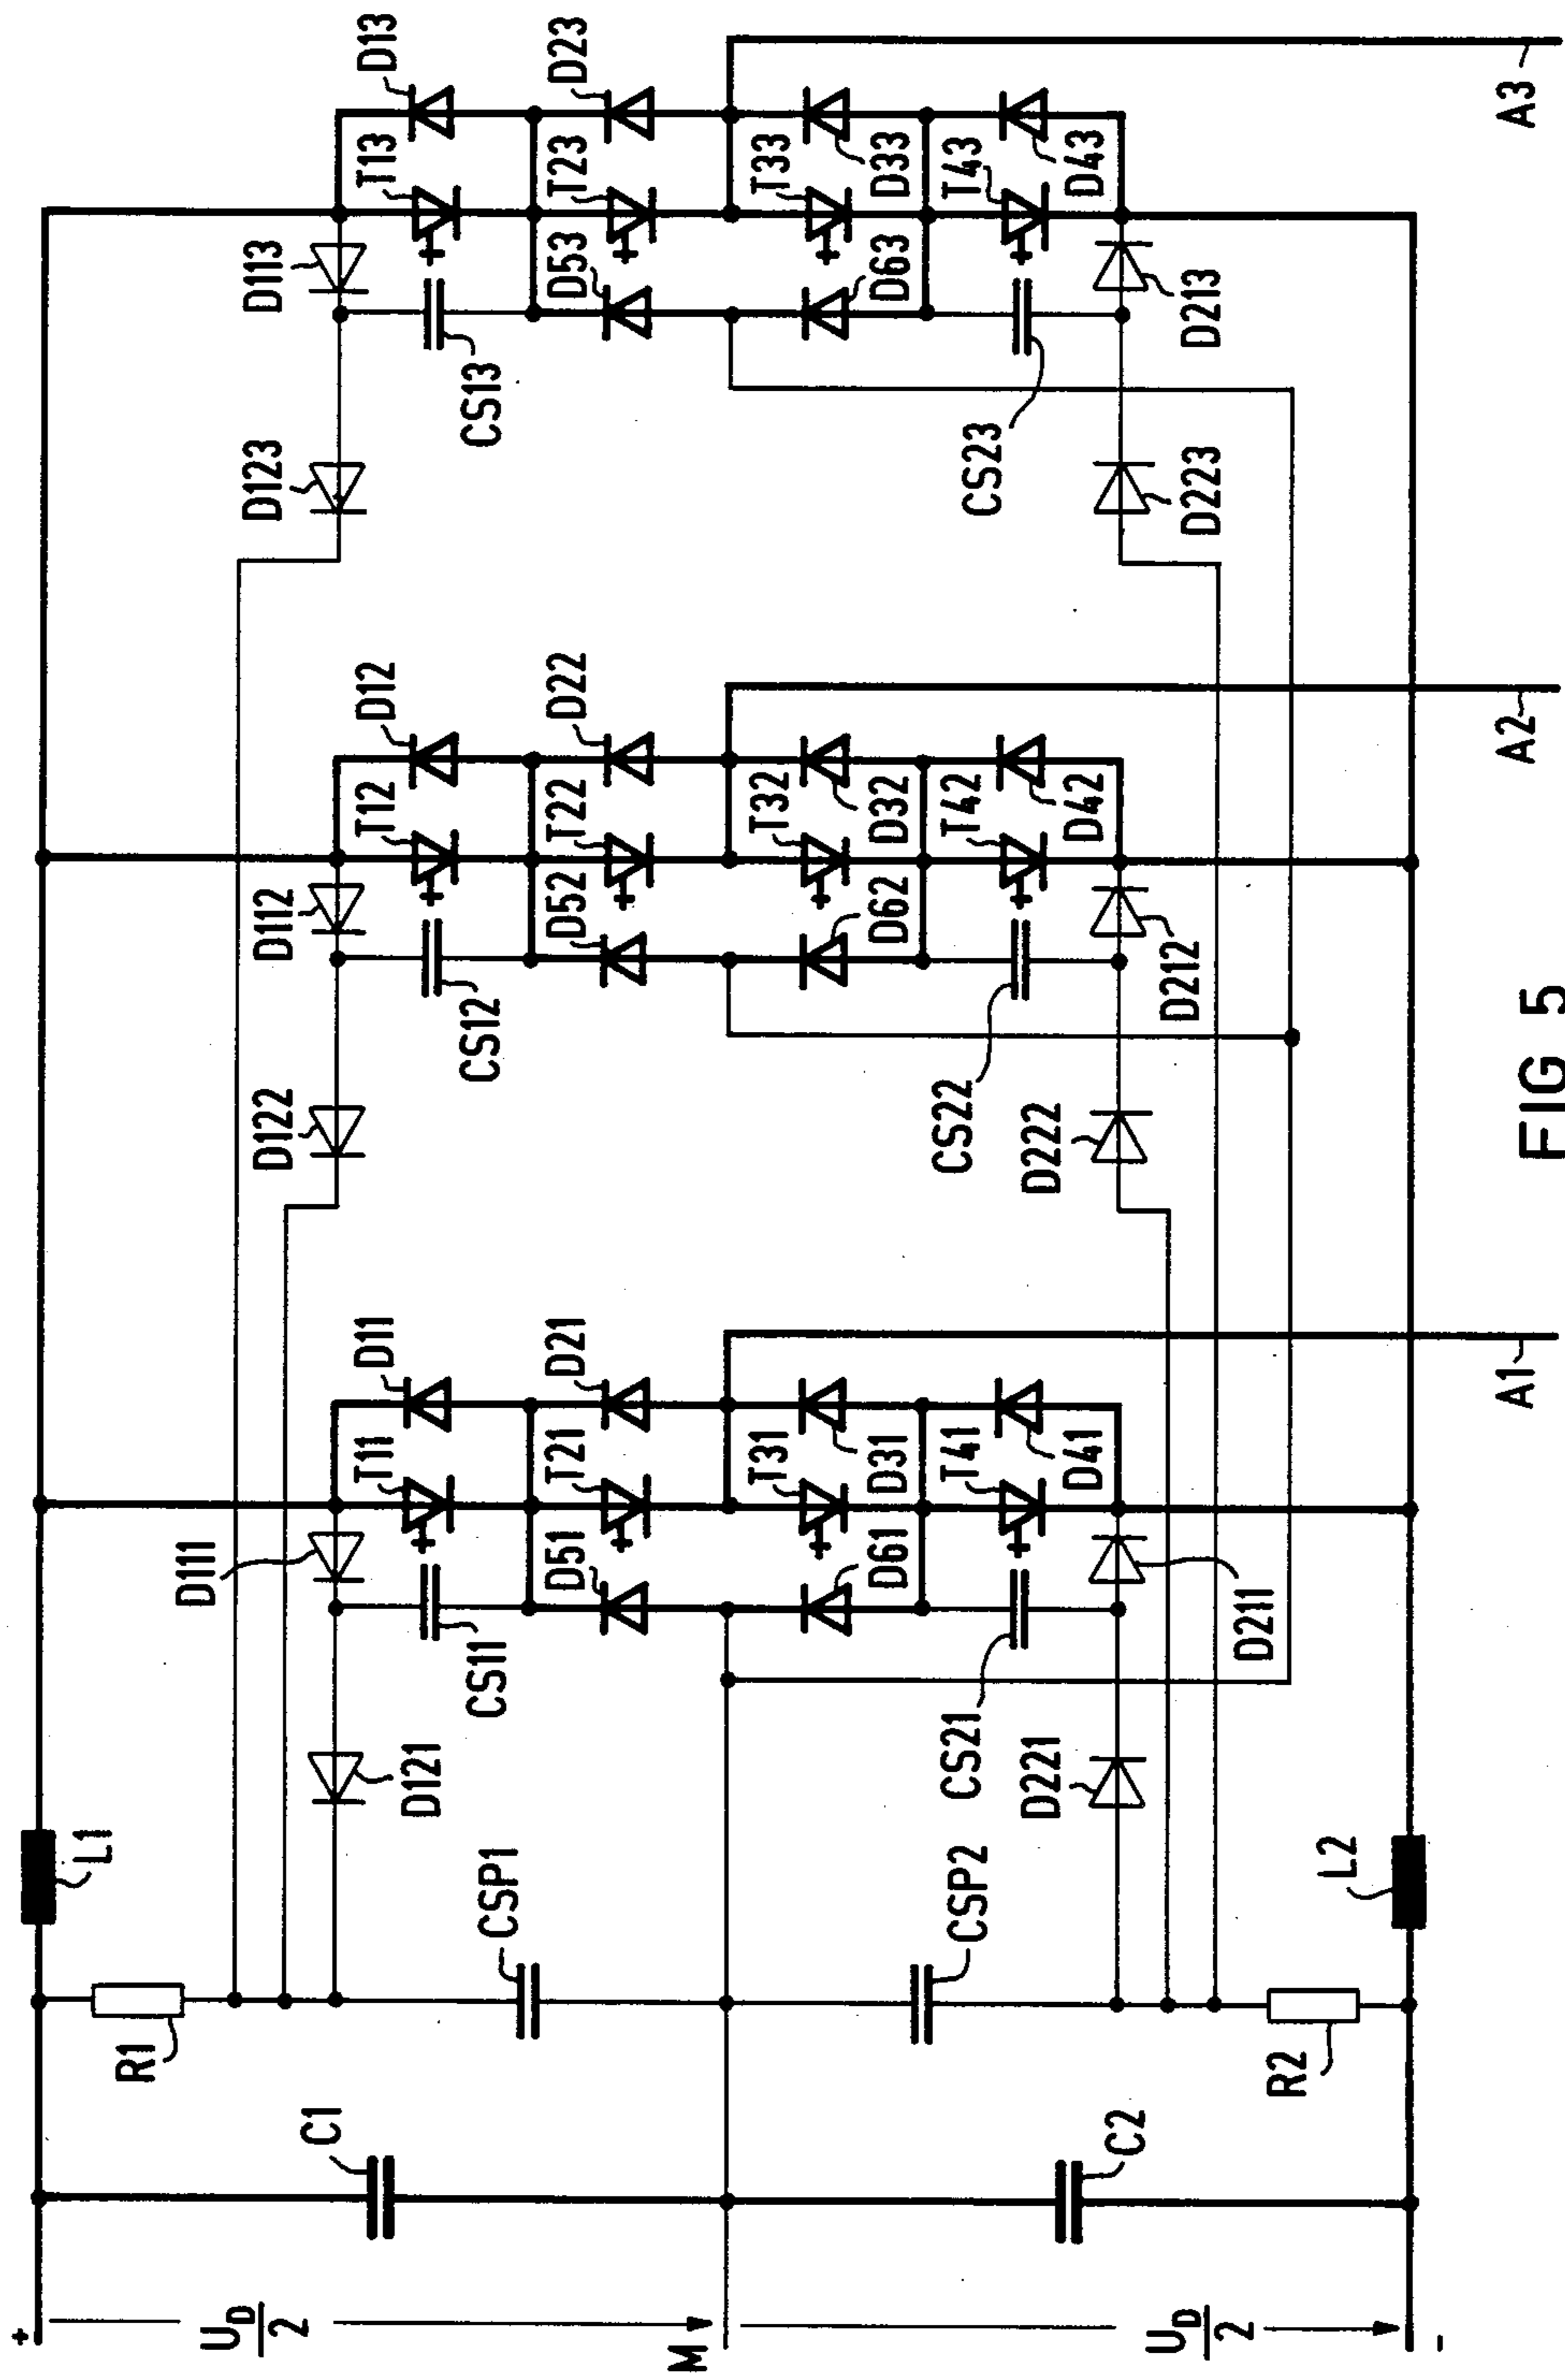 +
U_D/2
M
U_D/2
-
C1
C2
R1
R2
CSP1
CSP2
L1
L2
D121
D221
CS11
CS21
D111
D211
D51
D61
T11
T21
T31
T41
D11
D21
D31
D41
A1
D122
D222
CS12
CS22
D112
D212
D52
D62
T12
T22
T32
T42
D12
D22
D32
D42
A2
D123
D223
CS13
CS23
D113
D213
D53
D63
T13
T23
T33
T43
D13
D23
D33
D43
A3
FIG 5